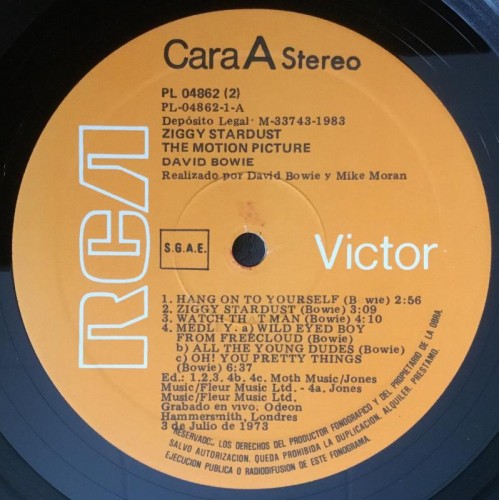 Cara A Stereo
PL 04862 (2)
PL-04862-1-A
Depósito Legal: M-33743-1983
ZIGGY STARDUST
THE MOTION PICTURE
DAVID BOWIE
Realizado por David Bowie y Mike Moran
RCA
S.G.A.E.
Victor
1. HANG ON TO YOURSELF (B wie) 2:56
2. ZIGGY STARDUST (Bowie) 3:09
3. WATCH TH T MAN (Bowie) 4:10
4. MEDL Y. a) WILD EYED BOY
FROM FREECLOUD (Bowie)
b) ALL THE YOUNG DUDES (Bowie)
c) OH! YOU PRETTY THINGS
(Bowie) 6:37
Ed.: 1.2.3. 4b. 4c. Moth Music/Jones
Music/Fleur Music Ltd. - 4a. Jones
Music/Fleur Music Ltd.
Grabado en vivo. Odeon
Hammersmith, Londres
3 de Julio de 1973
RESERVADOS LOS DERECHOS DEL PRODUCTOR FONOGRAFICO Y DEL PROPIETARIO DE LA OBRA.
SALVO AUTORIZACION. QUEDA PROHIBIDA LA DUPLICACION. ALQUILER. PRESTAMO.
EJECUCION PUBLICA O RADIODIFUSION DE ESTE FONOGRAMA.